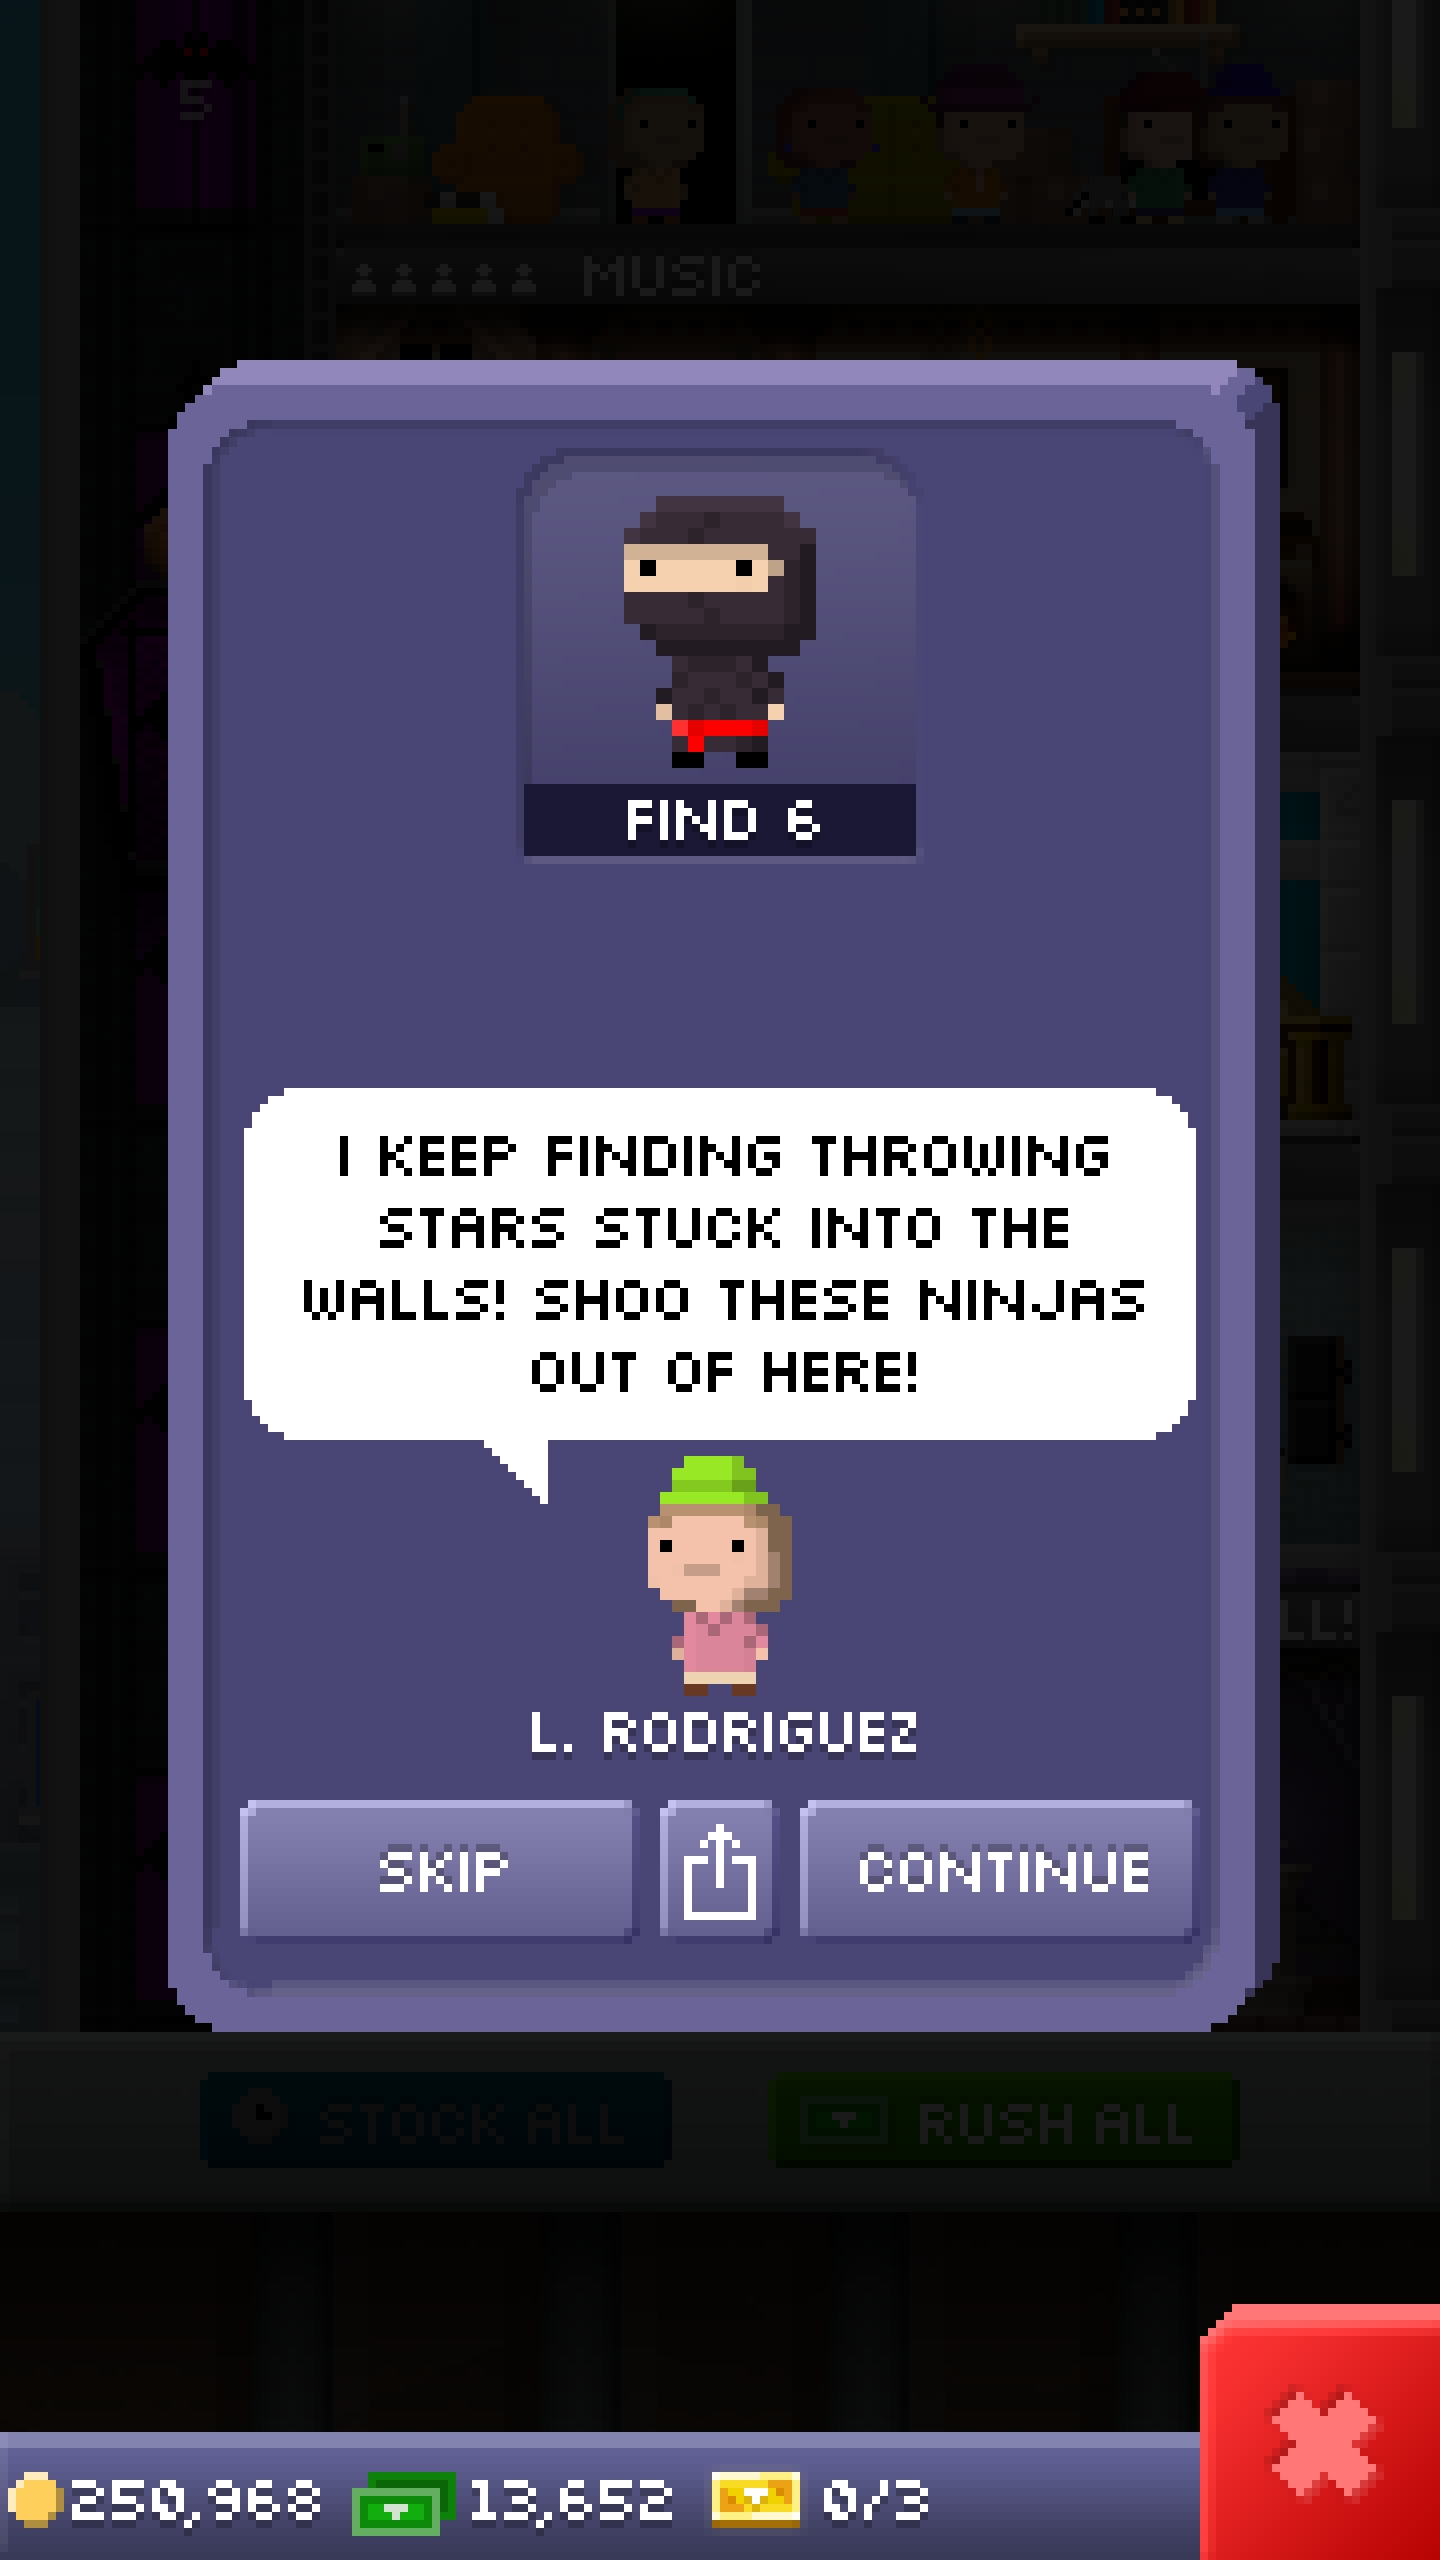 5
MUSIC
FIND 6
I KEEP FINDING THROWING
STARS STUCK INTO THE
WALLS! SHOO THESE NINJAS
OUT OF HERE!
LL!
L. RODRIGUEZ
SKIP
CONTINUE
STOCK ALL
RUSH ALL
250,968
13,652
0/3